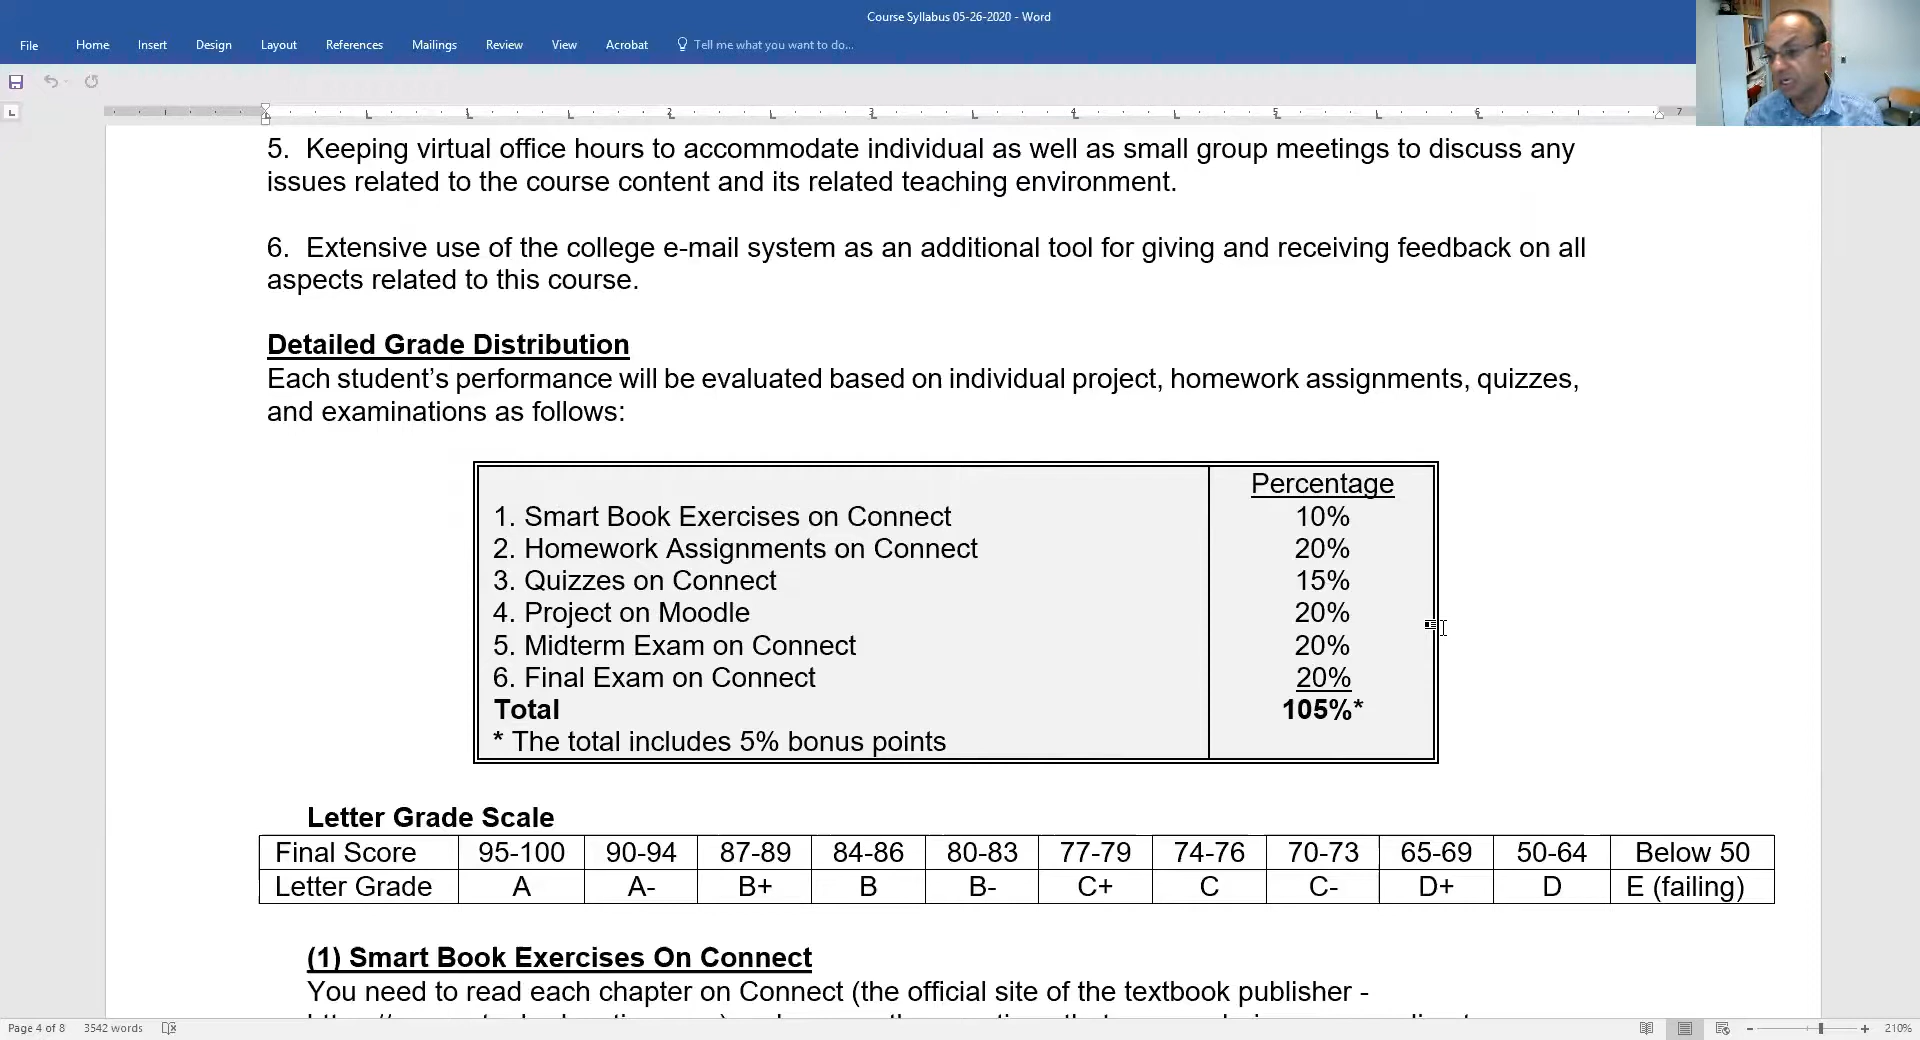 Course Syllabus 05-26-2020 - Word
File Home Insert Design Layout References Mailings Review View Acrobat Tell me what you want to do...
1 2 3 4 5 6 7
5. Keeping virtual office hours to accommodate individual as well as small group meetings to discuss any
issues related to the course content and its related teaching environment.
6. Extensive use of the college e-mail system as an additional tool for giving and receiving feedback on all
aspects related to this course.
Detailed Grade Distribution
Each student’s performance will be evaluated based on individual project, homework assignments, quizzes,
and examinations as follows:
Percentage
1. Smart Book Exercises on Connect 10%
2. Homework Assignments on Connect 20%
3. Quizzes on Connect 15%
4. Project on Moodle 20%
5. Midterm Exam on Connect 20%
6. Final Exam on Connect 20%
Total 105%*
* The total includes 5% bonus points
Letter Grade Scale
Final Score 95-100 90-94 87-89 84-86 80-83 77-79 74-76 70-73 65-69 50-64 Below 50
Letter Grade A A- B+ B B- C+ C C- D+ D E (failing)
(1) Smart Book Exercises On Connect
You need to read each chapter on Connect (the official site of the textbook publisher -
Page 4 of 8 3542 words 210%